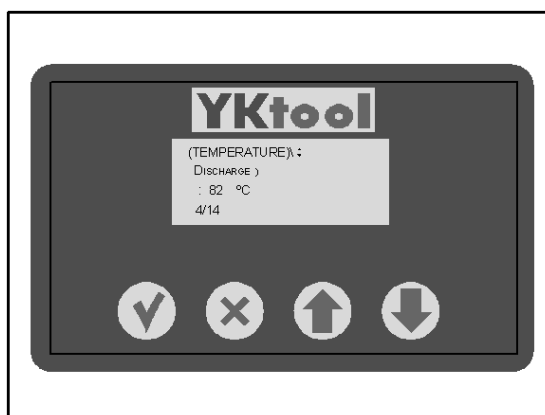 YKtool
(TEMPERATURE)\ :
DISCHARGE )
: 82 °C
4/14